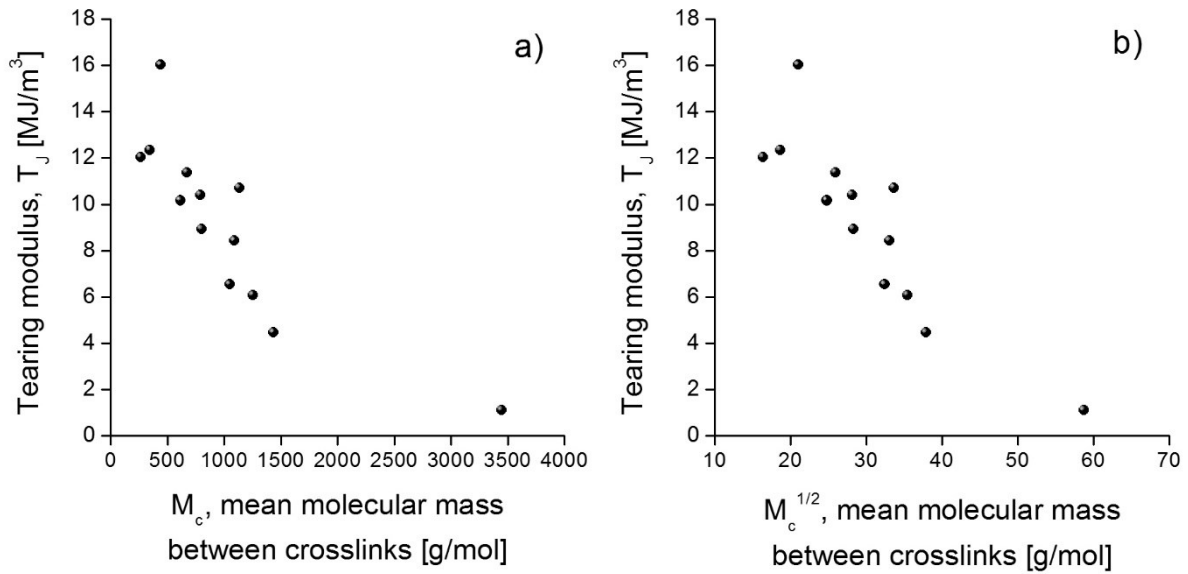 a)
Tearing modulus, T_J [MJ/m^3]
18
16
14
12
10
8
6
4
2
0
0 500 1000 1500 2000 2500 3000 3500 4000
M_c, mean molecular mass
between crosslinks [g/mol]
b)
Tearing modulus, T_J [MJ/m^3]
18
16
14
12
10
8
6
4
2
0
10 20 30 40 50 60 70
M_c^1/2, mean molecular mass
between crosslinks [g/mol]